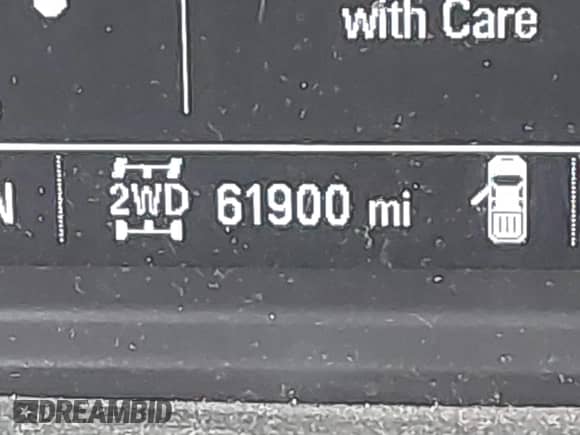 with Care
N
2WD 61900 mi
DREAMBID